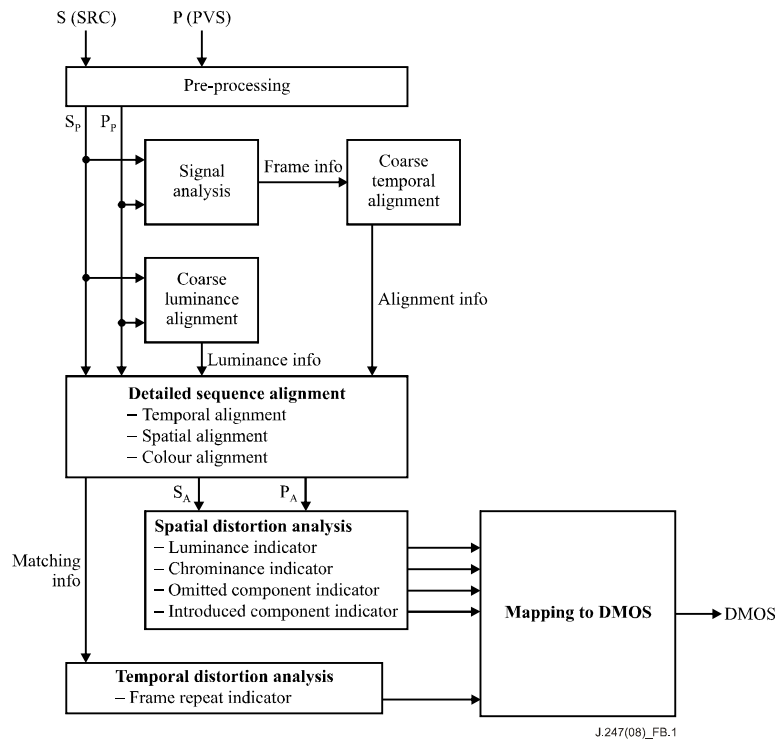 S (SRC)
P (PVS)
Pre-processing
S_P
P_P
Signal
analysis
Frame info
Coarse
temporal
alignment
Coarse
luminance
alignment
Alignment info
Luminance info
Detailed sequence alignment
– Temporal alignment
– Spatial alignment
– Colour alignment
S_A
P_A
Matching
info
Spatial distortion analysis
– Luminance indicator
– Chrominance indicator
– Omitted component indicator
– Introduced component indicator
Mapping to DMOS
DMOS
Temporal distortion analysis
– Frame repeat indicator
J.247(08)_FB.1